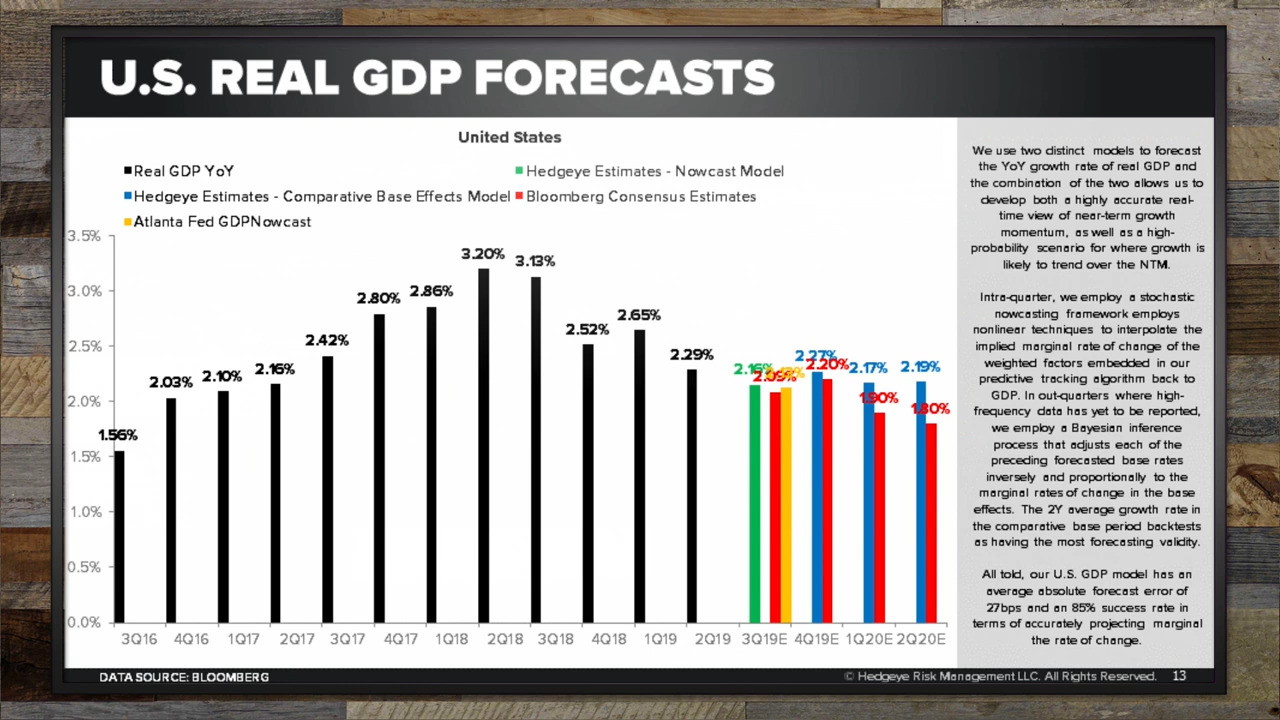 U.S. REAL GDP FORECASTS
United States
Real GDP YoY
Hedgeye Estimates - Nowcast Model
Hedgeye Estimates - Comparative Base Effects Model
Bloomberg Consensus Estimates
Atlanta Fed GDPNowcast
3.5%
3.0%
2.5%
2.0%
1.5%
1.0%
0.5%
0.0%
1.56%
2.03%
2.10%
2.16%
2.42%
2.80%
2.86%
3.20%
3.13%
2.52%
2.65%
2.29%
2.09%
2.27%
2.20%
2.17%
1.90%
2.19%
1.80%
3Q16 4Q16 1Q17 2Q17 3Q17 4Q17 1Q18 2Q18 3Q18 4Q18 1Q19 2Q19 3Q19E 4Q19E 1Q20E 2Q20E
We use two distinct models to forecast
the YoY growth rate of real GDP and
the combination of the two allows us to
develop both a highly accurate real-
time view of near-term growth
momentum, as well as a high-
probability scenario for where growth is
likely to trend over the NTM.
Intra-quarter, we employ a stochastic
nowcasting framework employs
nonlinear techniques to interpolate the
implied marginal rate of change of the
weighted factors embedded in our
predictive tracking algorithm back to
GDP. In out-quarters where high-
frequency data has yet to be reported,
we employ a Bayesian inference
process that adjusts each of the
preceding forecasted base rates
inversely and proportionally to the
marginal rates of change in the base
effects. The 2Y average growth rate in
the comparative base period backtests
as having the most forecasting validity.
All told, our U.S. GDP model has an
average absolute forecast error of
27bps and an 85% success rate in
terms of accurately projecting marginal
the rate of change.
DATA SOURCE: BLOOMBERG
© Hedgeye Risk Management LLC. All Rights Reserved. 13